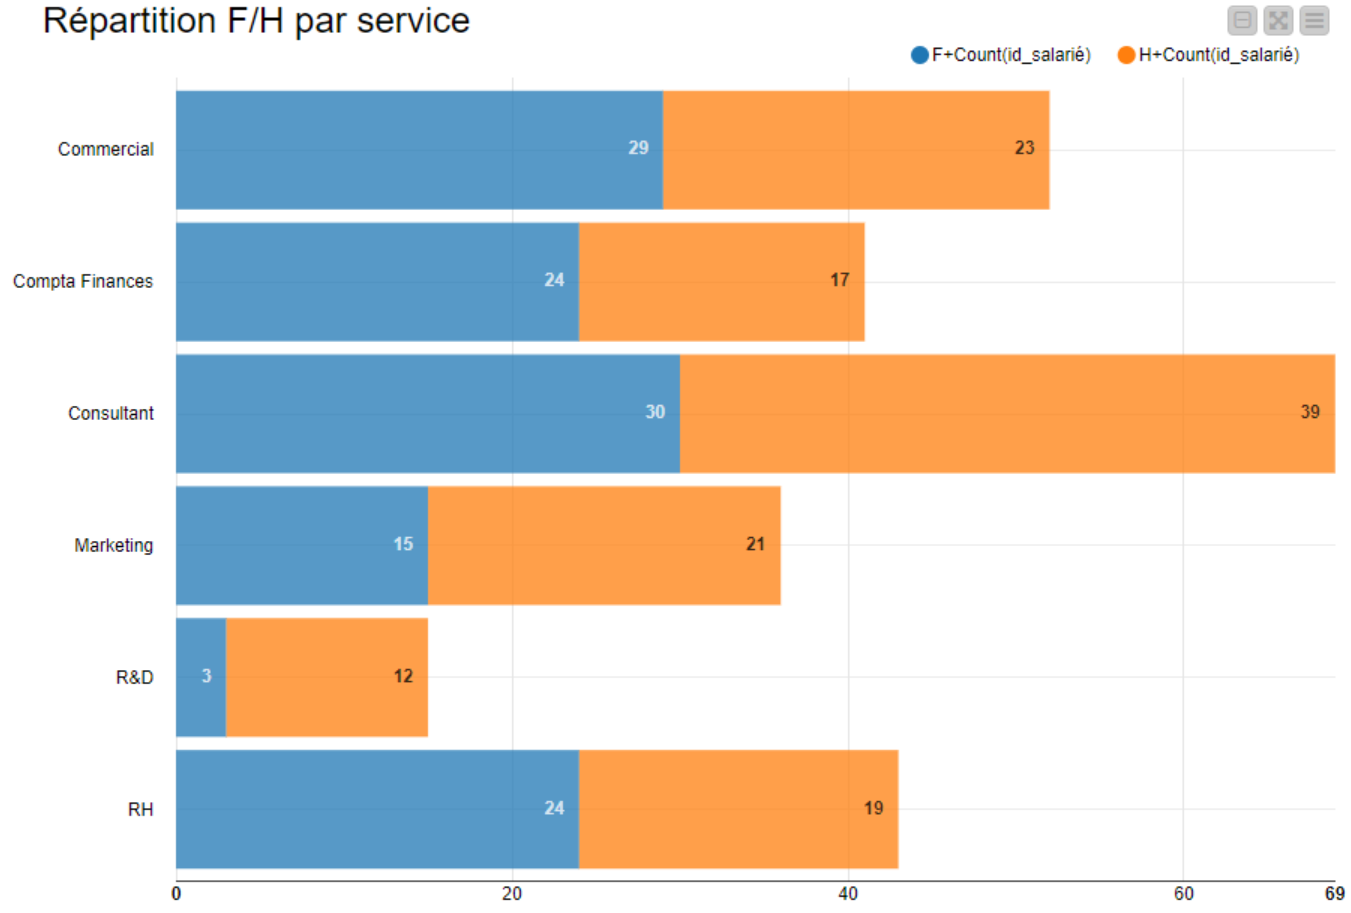 Répartition F/H par service
F+Count(id_salarié) H+Count(id_salarié)
Commercial 29 23
Compta Finances 24 17
Consultant 30 39
Marketing 15 21
R&D 3 12
RH 24 19
0 20 40 60 69